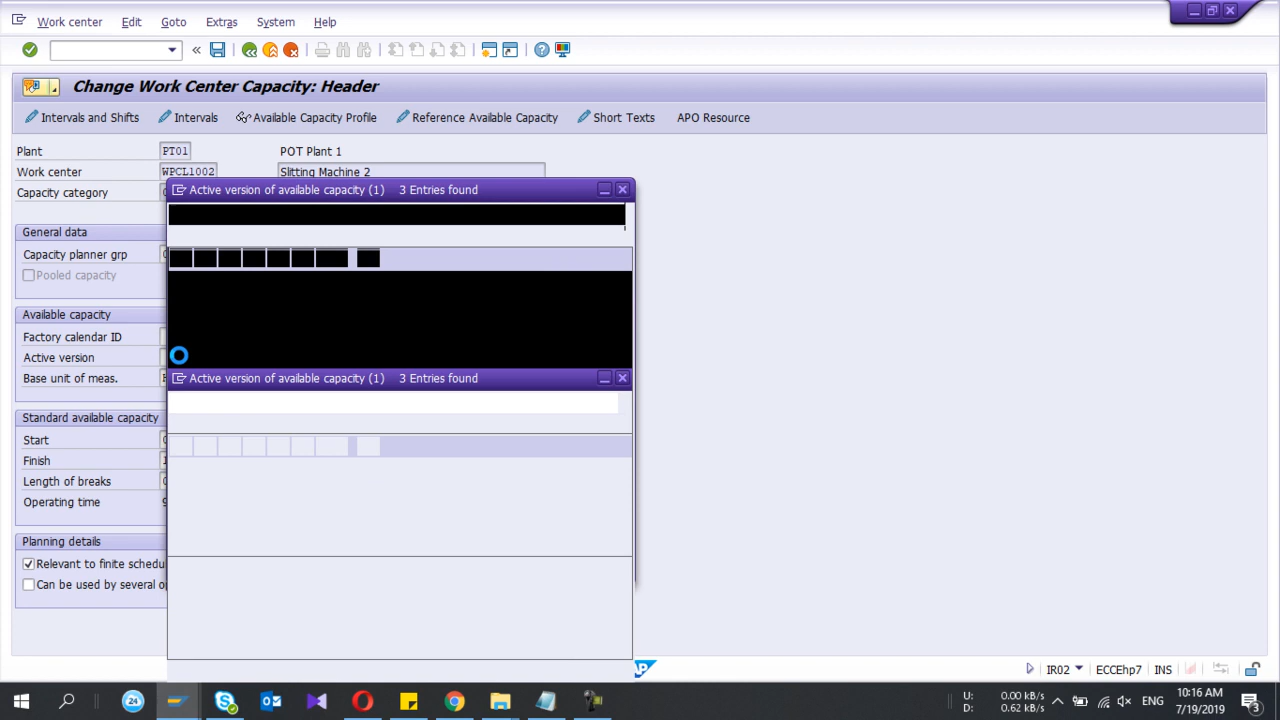 Work center Edit Goto Extras System Help
Change Work Center Capacity: Header
Intervals and Shifts Intervals Available Capacity Profile Reference Available Capacity Short Texts APO Resource
Plant PT01 POT Plant 1
Work center WPCL1002 Slitting Machine 2
Capacity category
Active version of available capacity (1) 3 Entries found
General data
Capacity planner grp
Pooled capacity
Available capacity
Factory calendar ID
Active version
Base unit of meas.
Active version of available capacity (1) 3 Entries found
Standard available capacity
Start
Finish
Length of breaks
Operating time 9
Planning details
Relevant to finite schedu
Can be used by several o
IR02 ECCEhp7 INS
24
U: 0.00 kB/s
D: 0.62 kB/s
ENG
10:16 AM
7/19/2019
3